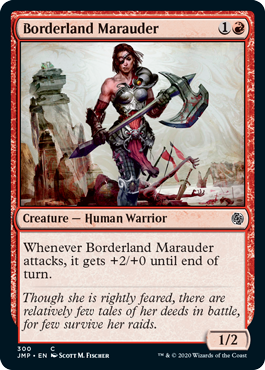 Borderland Marauder 1
Creature — Human Warrior
Whenever Borderland Marauder
attacks, it gets +2/+0 until end of
turn.
Though she is rightly feared, there are
relatively few tales of her deeds in battle,
for few survive her raids.
1/2
300 C
JMP • EN Scott M. Fischer ™ & © 2020 Wizards of the Coast